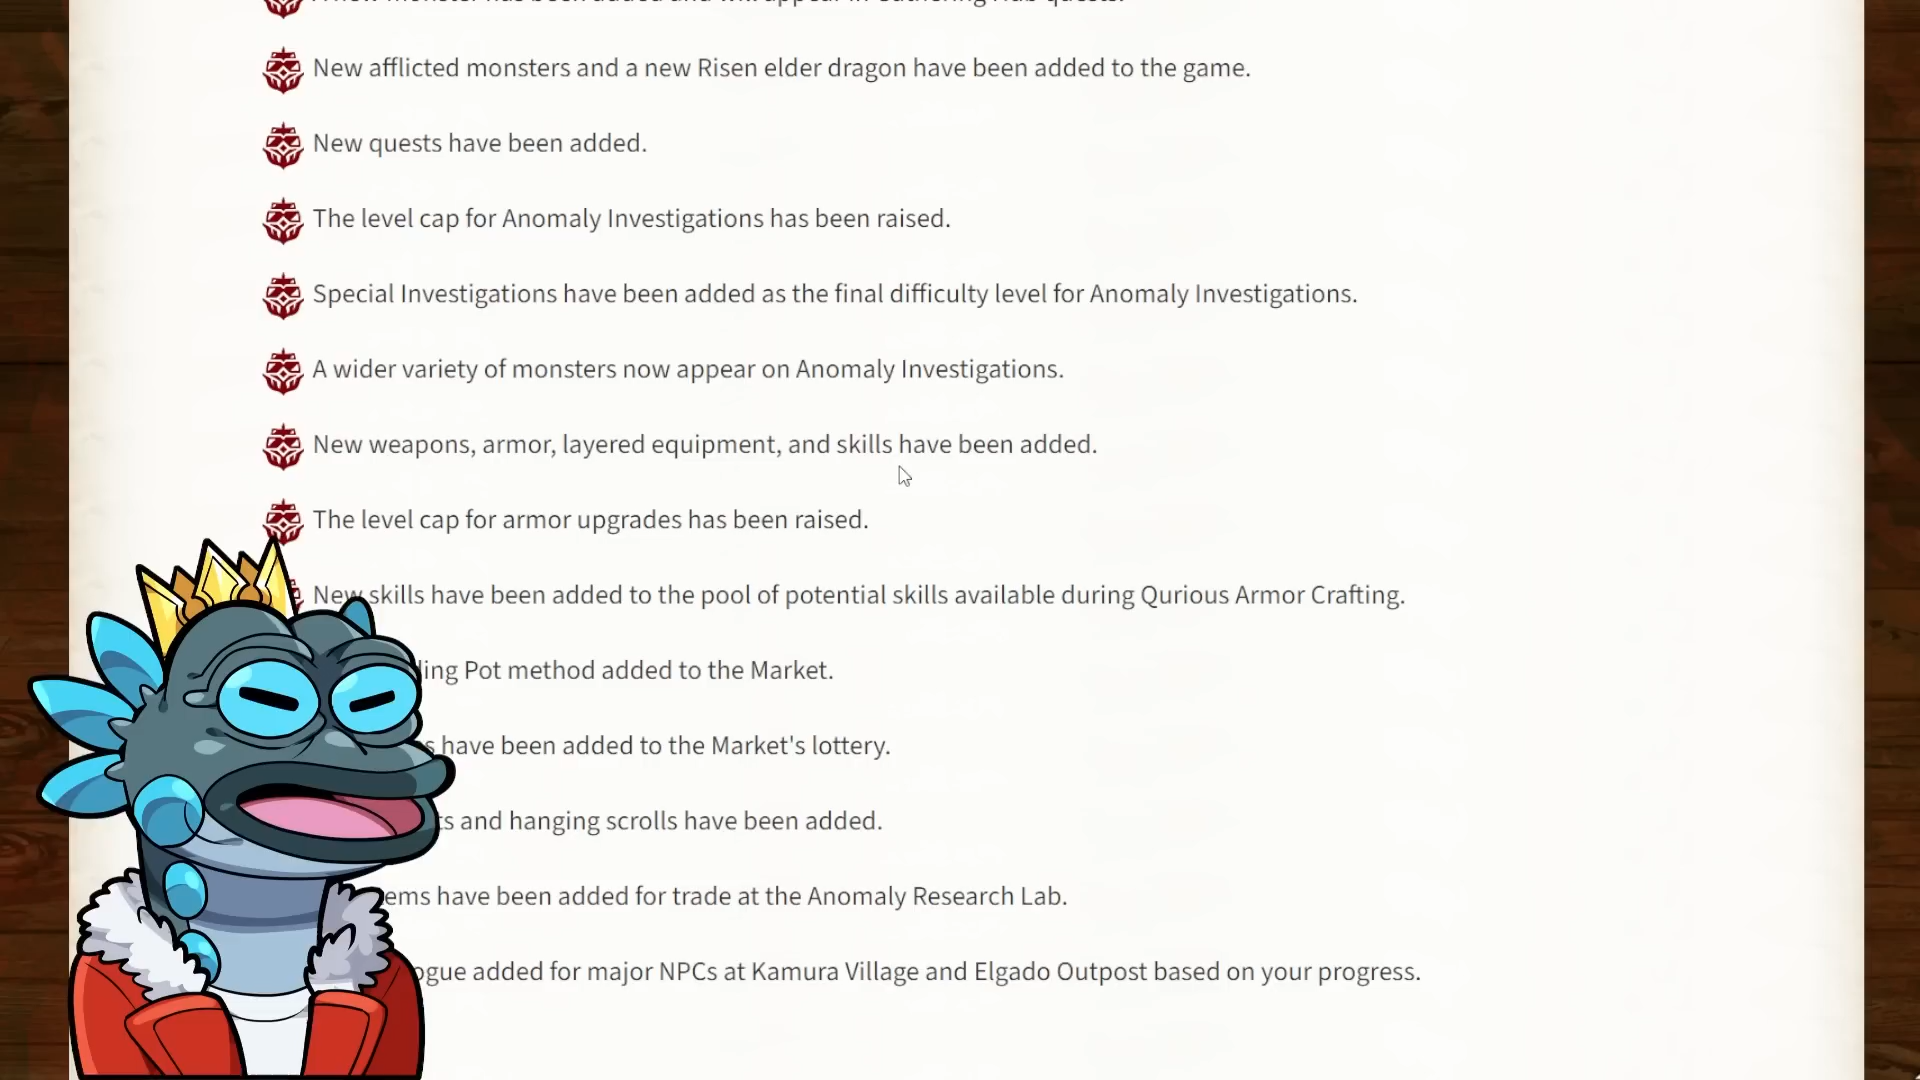 New afflicted monsters and a new Risen elder dragon have been added to the game.
New quests have been added.
The level cap for Anomaly Investigations has been raised.
Special Investigations have been added as the final difficulty level for Anomaly Investigations.
A wider variety of monsters now appear on Anomaly Investigations.
New weapons, armor, layered equipment, and skills have been added.
The level cap for armor upgrades has been raised.
New skills have been added to the pool of potential skills available during Qurious Armor Crafting.
Pot method added to the Market.
have been added to the Market's lottery.
and hanging scrolls have been added.
have been added for trade at the Anomaly Research Lab.
added for major NPCs at Kamura Village and Elgado Outpost based on your progress.